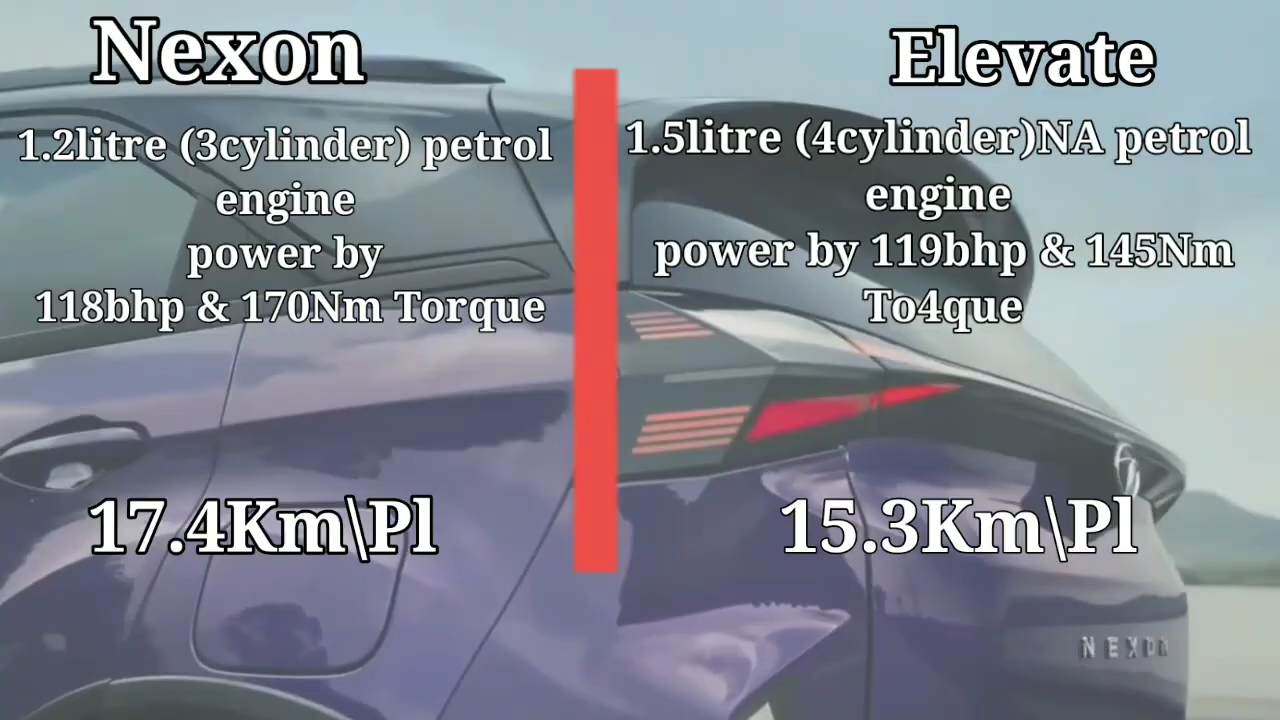 Nexon
1.2litre (3cylinder) petrol
engine
power by
118bhp & 170Nm Torque
17.4Km\Pl
Elevate
1.5litre (4cylinder)NA petrol
engine
power by 119bhp & 145Nm
To4que
15.3Km\Pl
NEXON